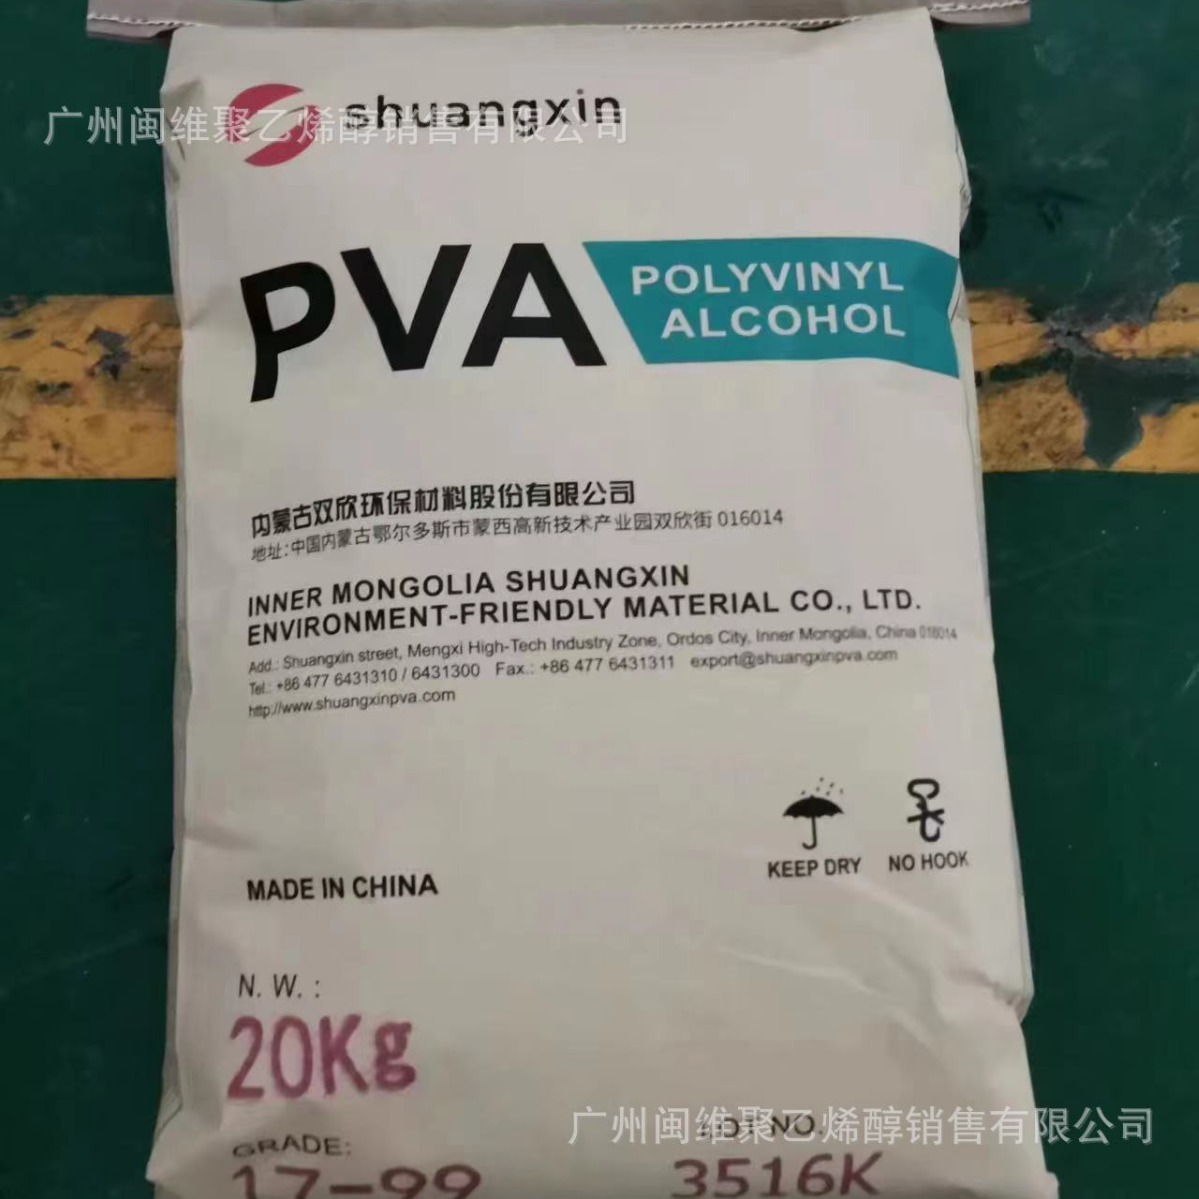 shuangxin
广州闽维聚乙烯醇销售有限公司
PVA
POLYVINYL
ALCOHOL
内蒙古双欣环保材料股份有限公司
地址:中国内蒙古鄂尔多斯市蒙西高新技术产业园双欣街 016014
INNER MONGOLIA SHUANGXIN
ENVIRONMENT-FRIENDLY MATERIAL CO., LTD.
Add.: Shuangxin street, Mengxi High-Tech Industry Zone, Ordos City, Inner Mongolia, China 016014
Tel.: +86 477 6431310 / 6431300 Fax.: +86 477 6431311 export@shuangxinpva.com
http://www.shuangxinpva.com
KEEP DRY NO HOOK
MADE IN CHINA
N. W. :
20Kg
广州闽维聚乙烯醇销售有限公司
GRADE: LOT NO.
17-99 3516K